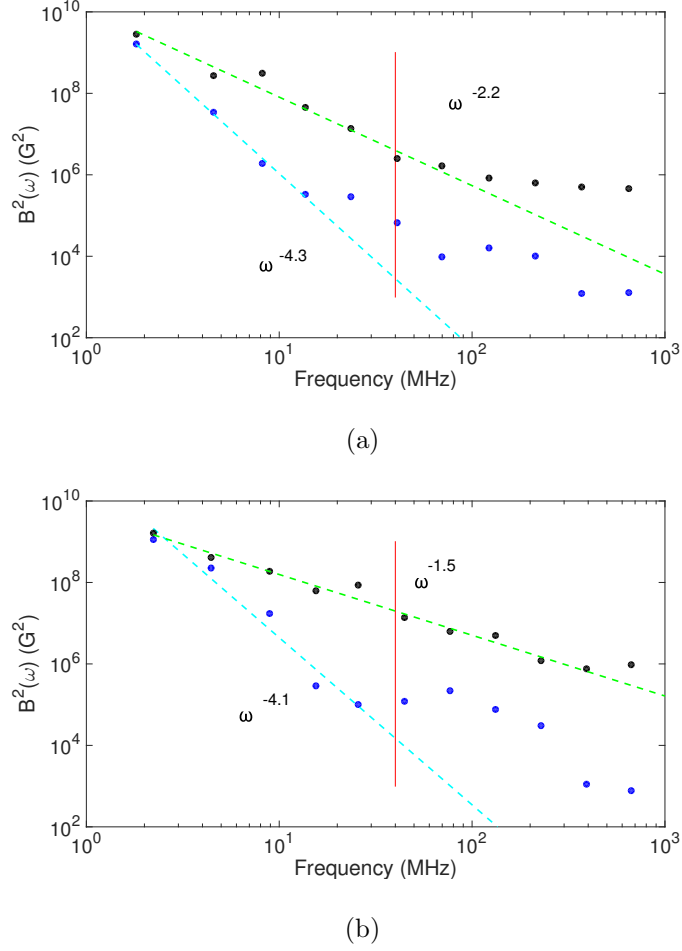 10^10
10^8
10^6
10^4
10^2
B^2(ω) (G^2)
ω^-2.2
ω^-4.3
10^0 10^1 10^2 10^3
Frequency (MHz)
(a)
10^10
10^8
10^6
10^4
10^2
B^2(ω) (G^2)
ω^-1.5
ω^-4.1
10^0 10^1 10^2 10^3
Frequency (MHz)
(b)